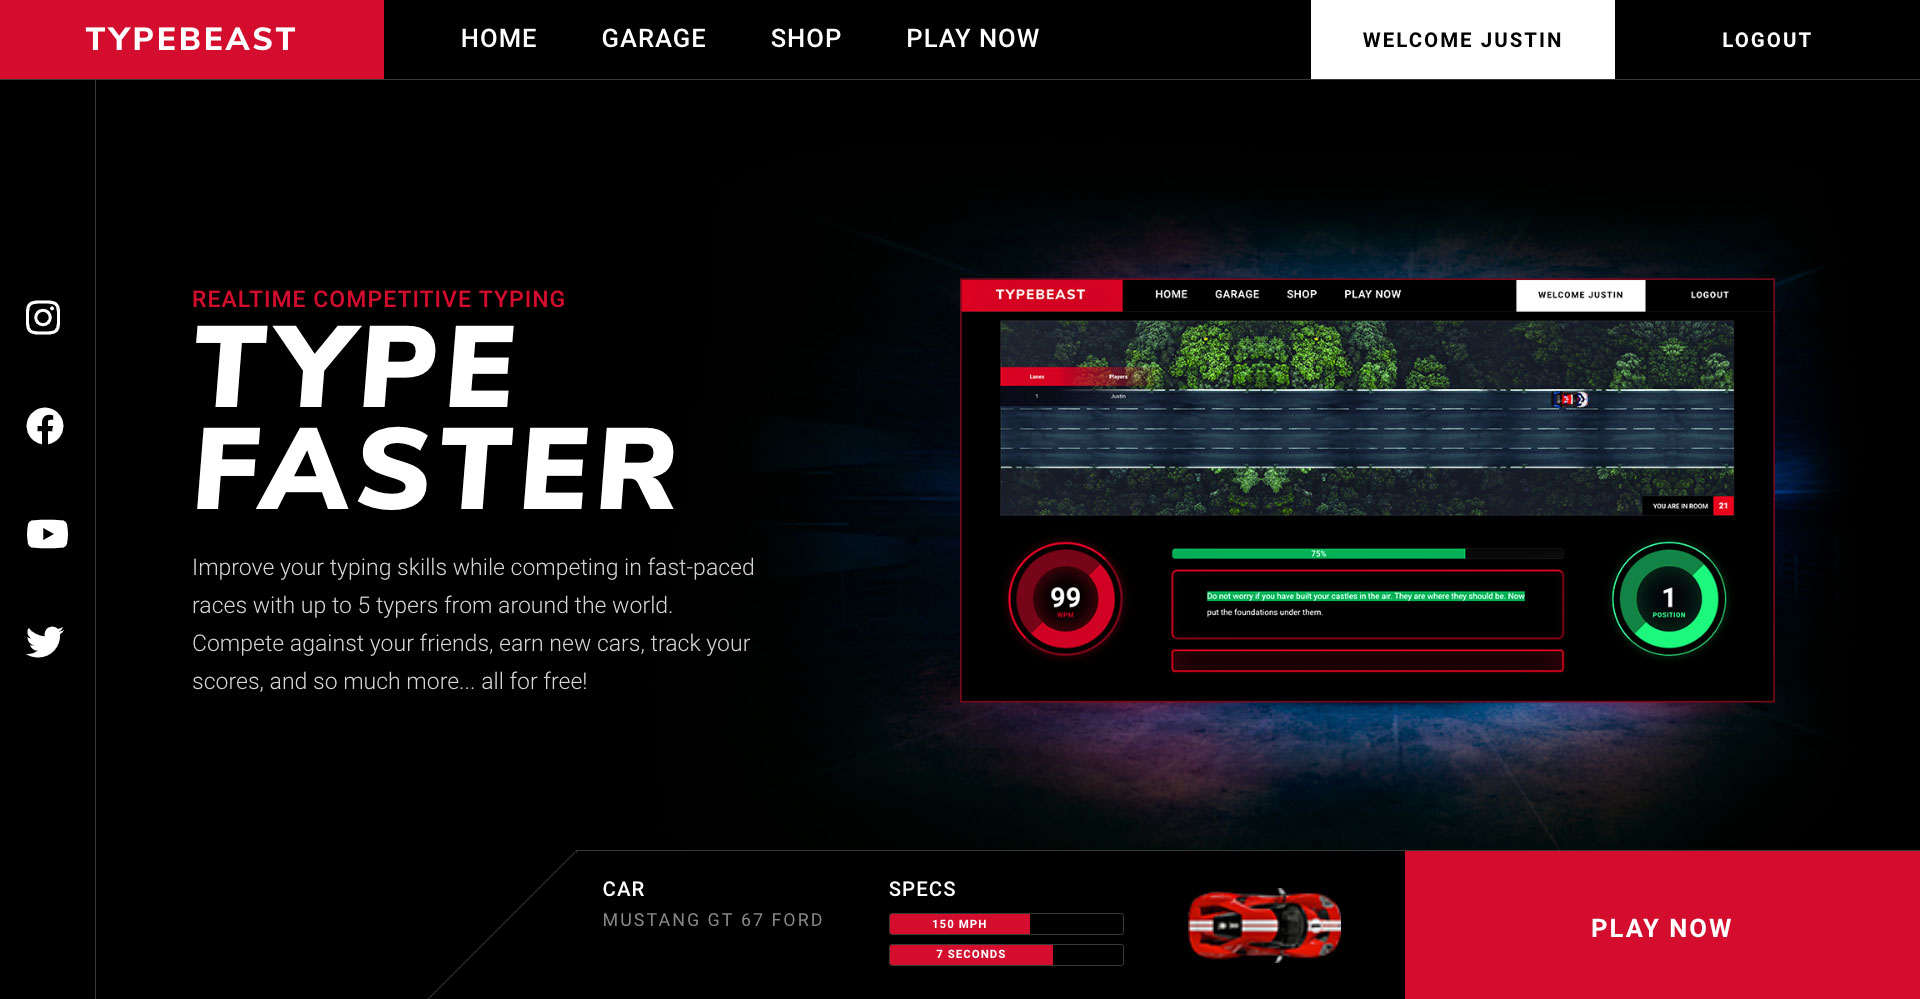 TYPEBEAST
HOME GARAGE SHOP PLAY NOW
WELCOME JUSTIN
LOGOUT
REALTIME COMPETITIVE TYPING
TYPE
FASTER
Improve your typing skills while competing in fast-paced
races with up to 5 typers from around the world.
Compete against your friends, earn new cars, track your
scores, and so much more... all for free!
TYPEBEAST
HOME GARAGE SHOP PLAY NOW
WELCOME JUSTIN
LOGOUT
Lanes Players
1 Justin
YOU ARE IN ROOM 21
99
WPM
75%
Do not worry if you have built your castles in the air. They are where they should be. Now
put the foundations under them.
1
POSITION
CAR
MUSTANG GT 67 FORD
SPECS
150 MPH
7 SECONDS
PLAY NOW